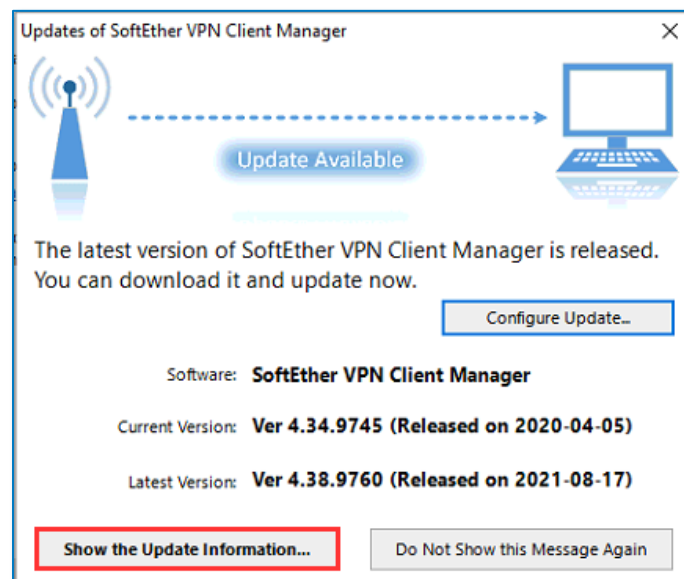 Updates of SoftEther VPN Client Manager
Update Available
The latest version of SoftEther VPN Client Manager is released.
You can download it and update now.
Configure Update...
Software: SoftEther VPN Client Manager
Current Version: Ver 4.34.9745 (Released on 2020-04-05)
Latest Version: Ver 4.38.9760 (Released on 2021-08-17)
Show the Update Information...
Do Not Show this Message Again